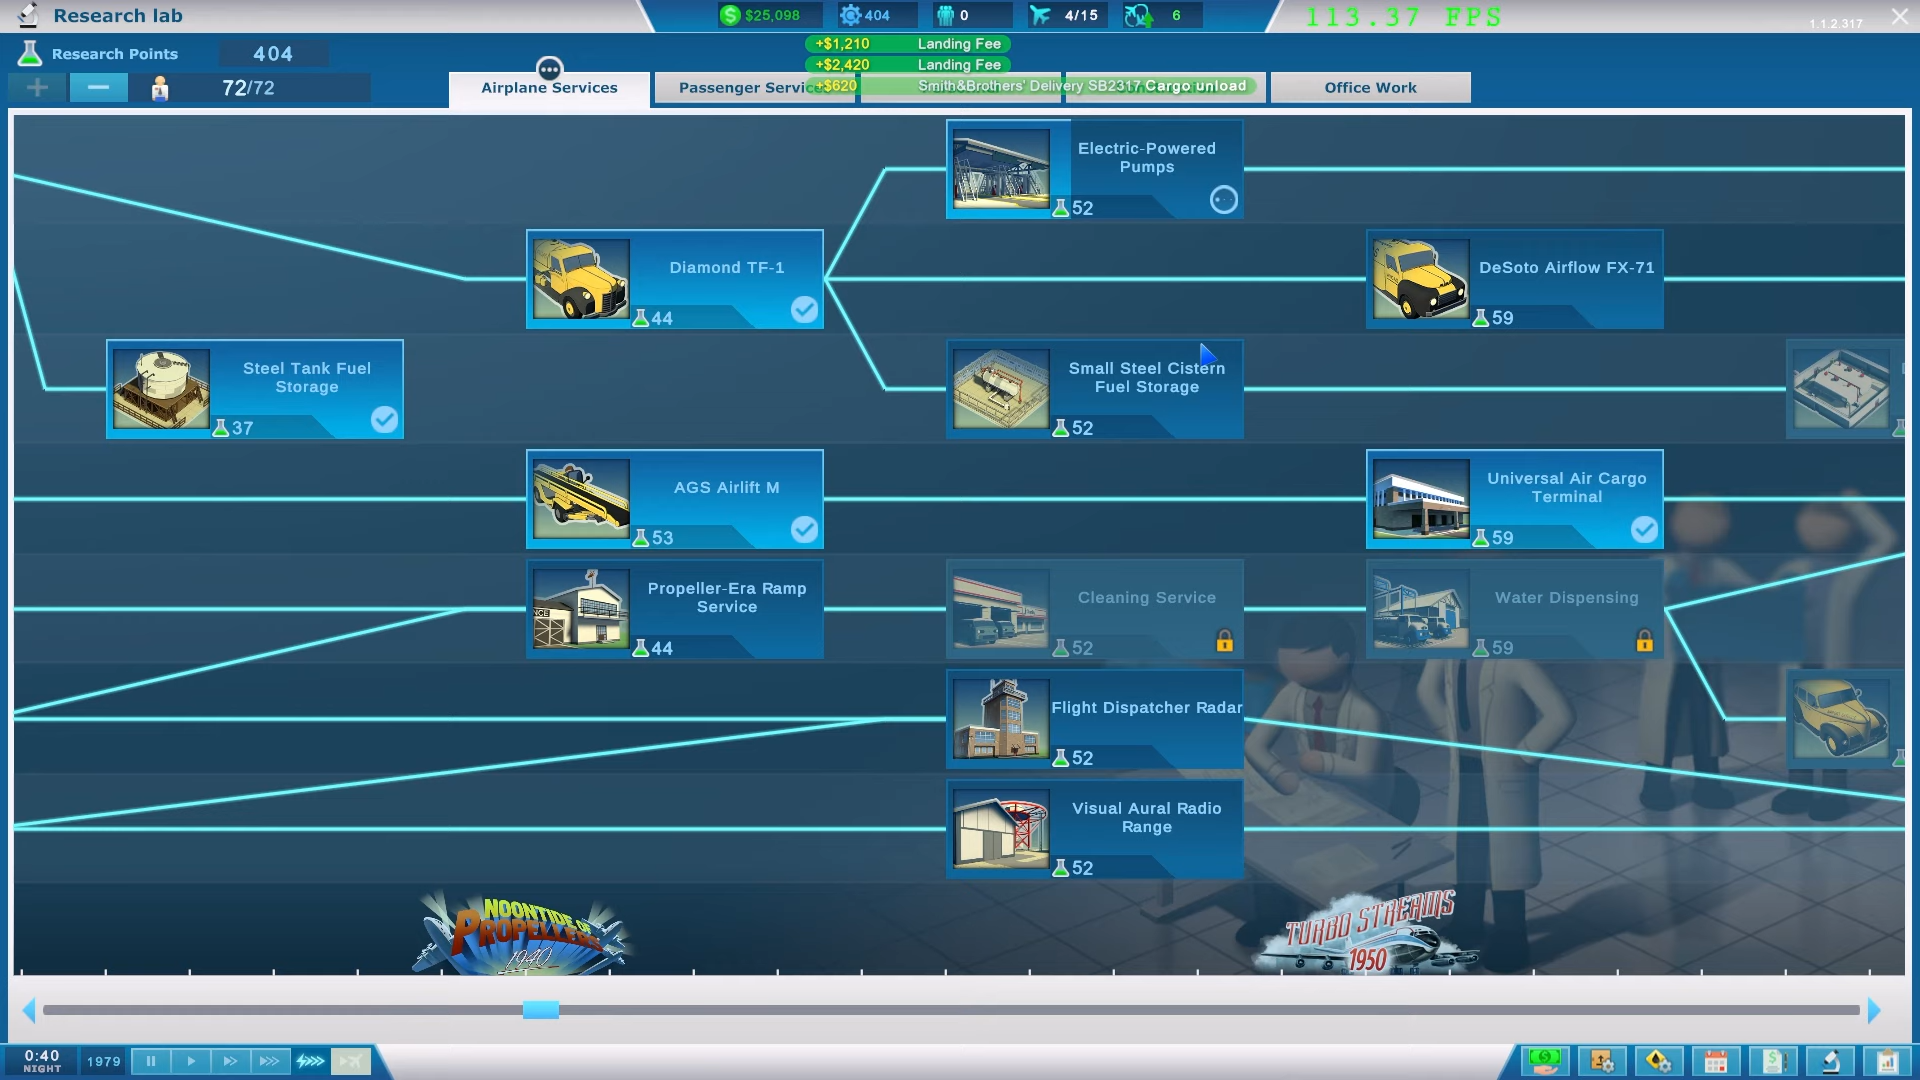 Research lab
$25,098
404
0
4/15
6
113.37 FPS
1.1.2.317
Research Points
404
72/72
+$1,210 Landing Fee
+$2,420 Landing Fee
+$620 Smith&Brothers' Delivery SB2317 Cargo unload
Airplane Services
Passenger Service
Office Work
Electric-Powered
Pumps
52
Diamond TF-1
44
DeSoto Airflow FX-71
59
Steel Tank Fuel
Storage
37
Small Steel Cistern
Fuel Storage
52
AGS Airlift M
53
Universal Air Cargo
Terminal
59
Propeller-Era Ramp
Service
44
Cleaning Service
52
Water Dispensing
59
Flight Dispatcher Radar
52
Visual Aural Radio
Range
52
NOONTIDE OF
PROPELLERS
1940
TURBO STREAMS
1950
0:40
NIGHT
1979